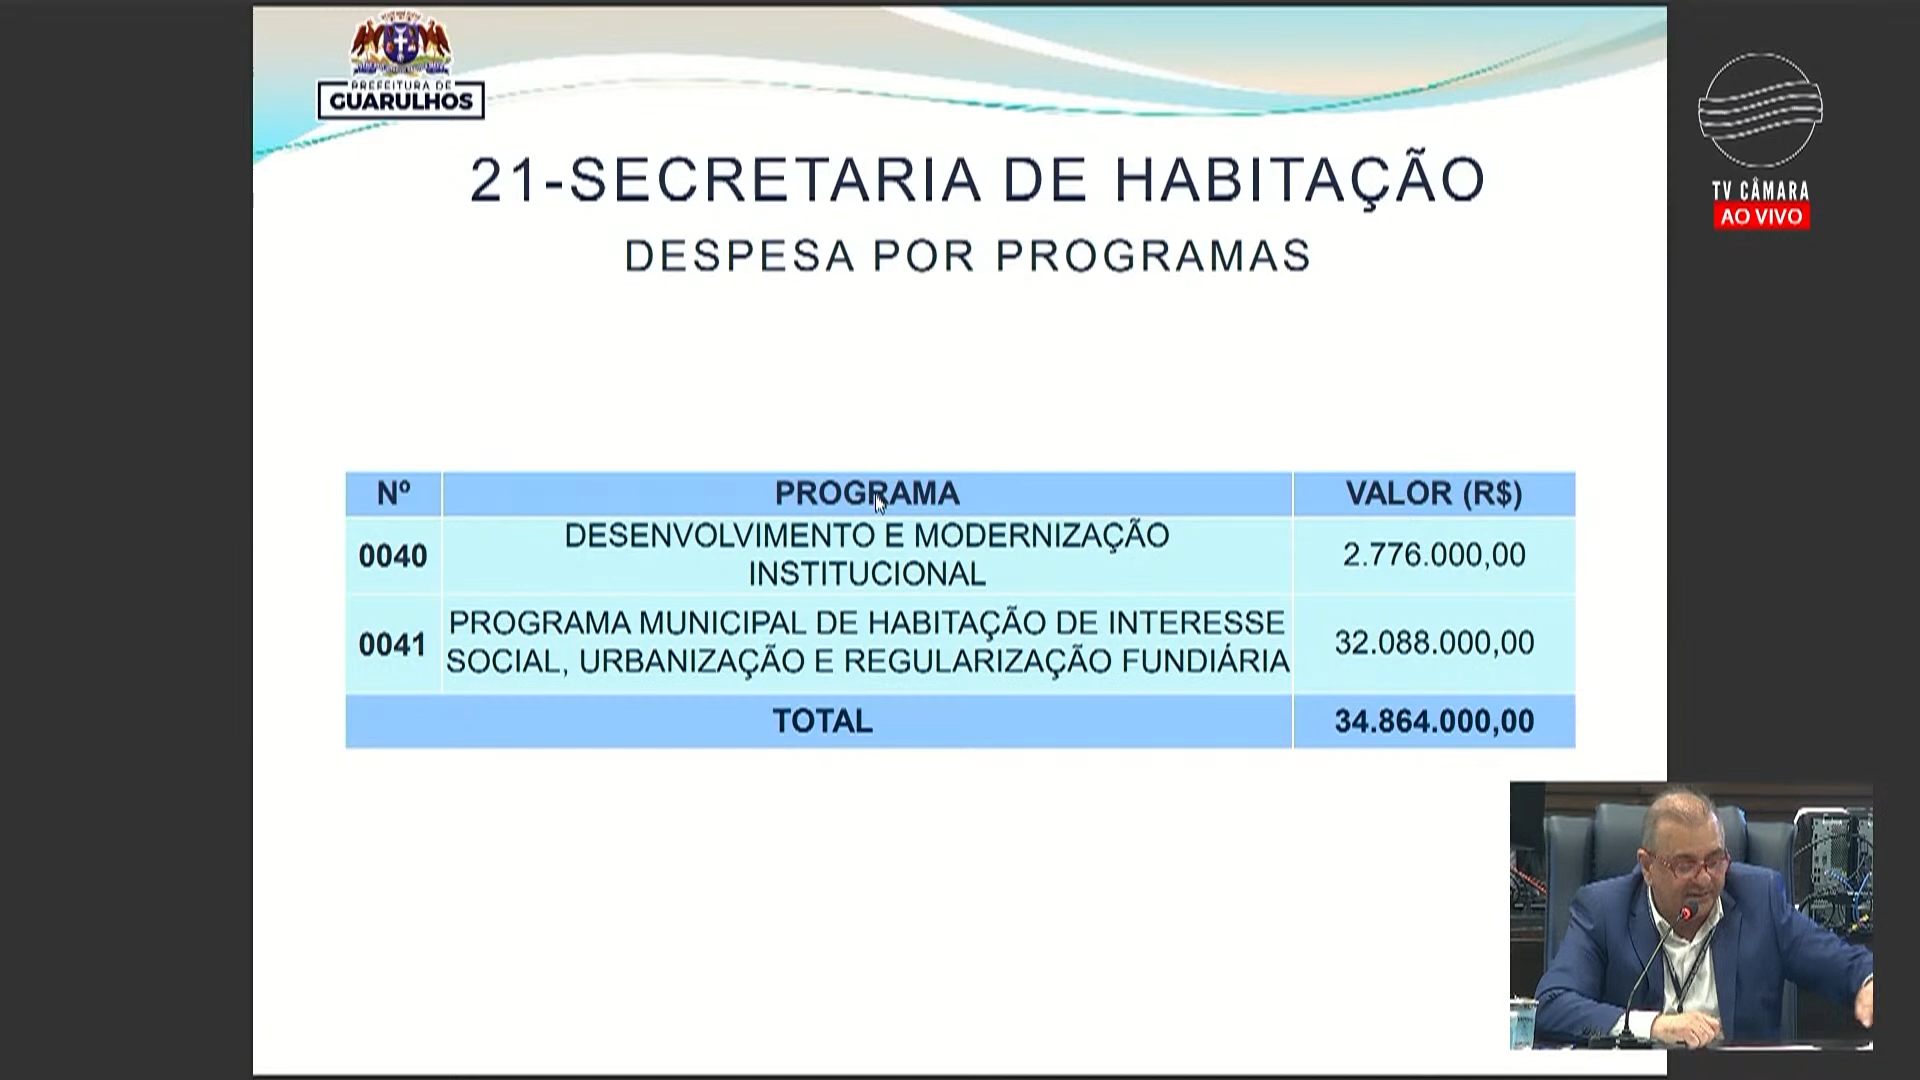 PREFEITURA DE
GUARULHOS
TV CÂMARA
AO VIVO
21-SECRETARIA DE HABITAÇÃO
DESPESA POR PROGRAMAS
Nº PROGRAMA VALOR (R$)
0040 DESENVOLVIMENTO E MODERNIZAÇÃO INSTITUCIONAL 2.776.000,00
0041 PROGRAMA MUNICIPAL DE HABITAÇÃO DE INTERESSE SOCIAL, URBANIZAÇÃO E REGULARIZAÇÃO FUNDIÁRIA 32.088.000,00
TOTAL 34.864.000,00